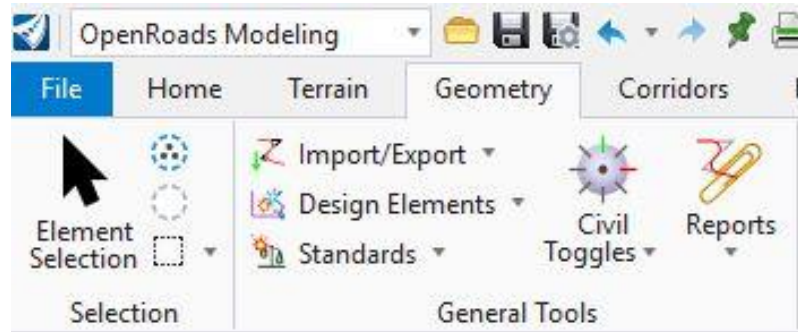 OpenRoads Modeling
File Home Terrain Geometry Corridors
Import/Export
Design Elements
Standards
Element
Selection
Civil
Toggles
Reports
Selection General Tools